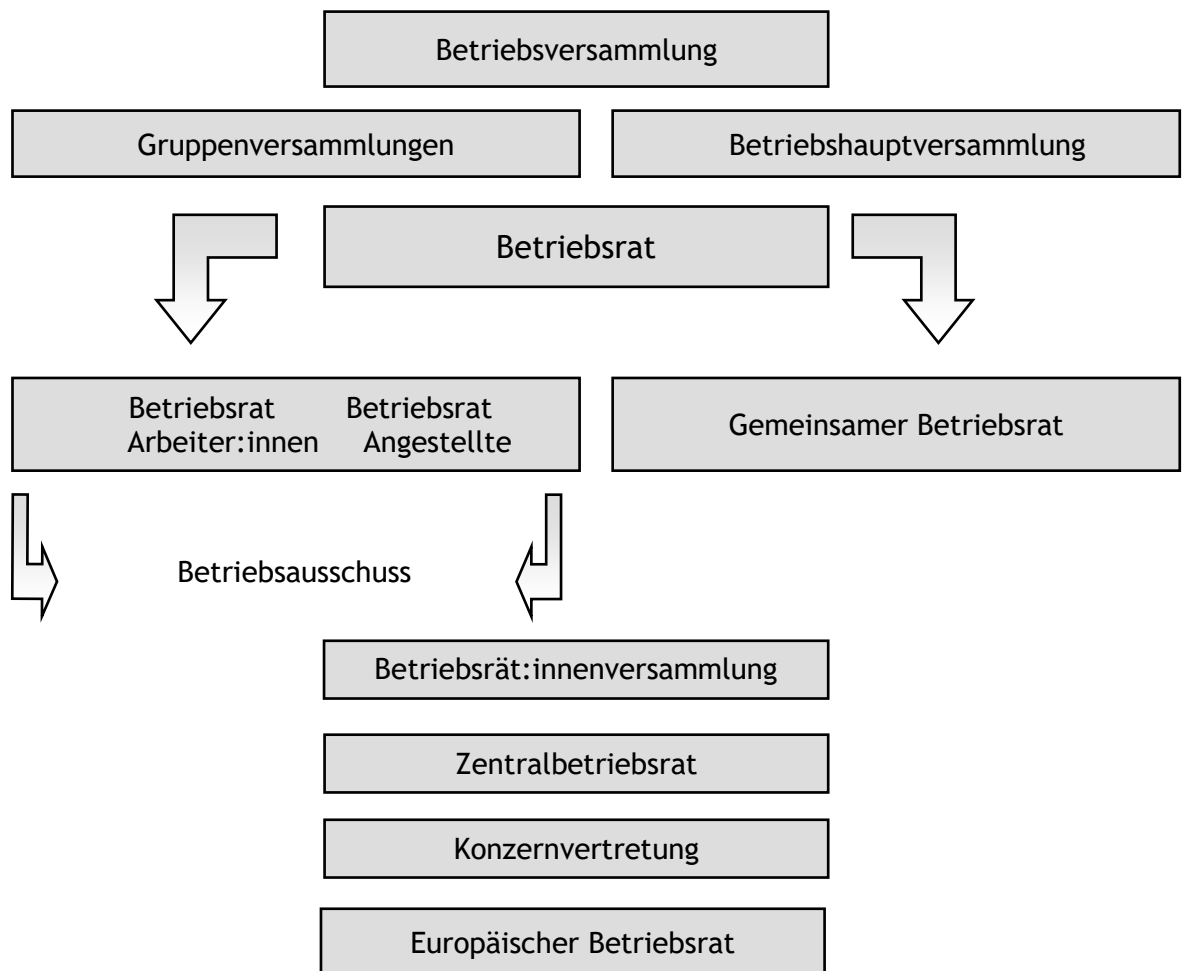 Betriebsversammlung
Gruppenversammlungen
Betriebshauptversammlung
Betriebsrat
Betriebsrat Betriebsrat
Arbeiter:innen Angestellte
Gemeinsamer Betriebsrat
Betriebsausschuss
Betriebsrät:innenversammlung
Zentralbetriebsrat
Konzernvertretung
Europäischer Betriebsrat